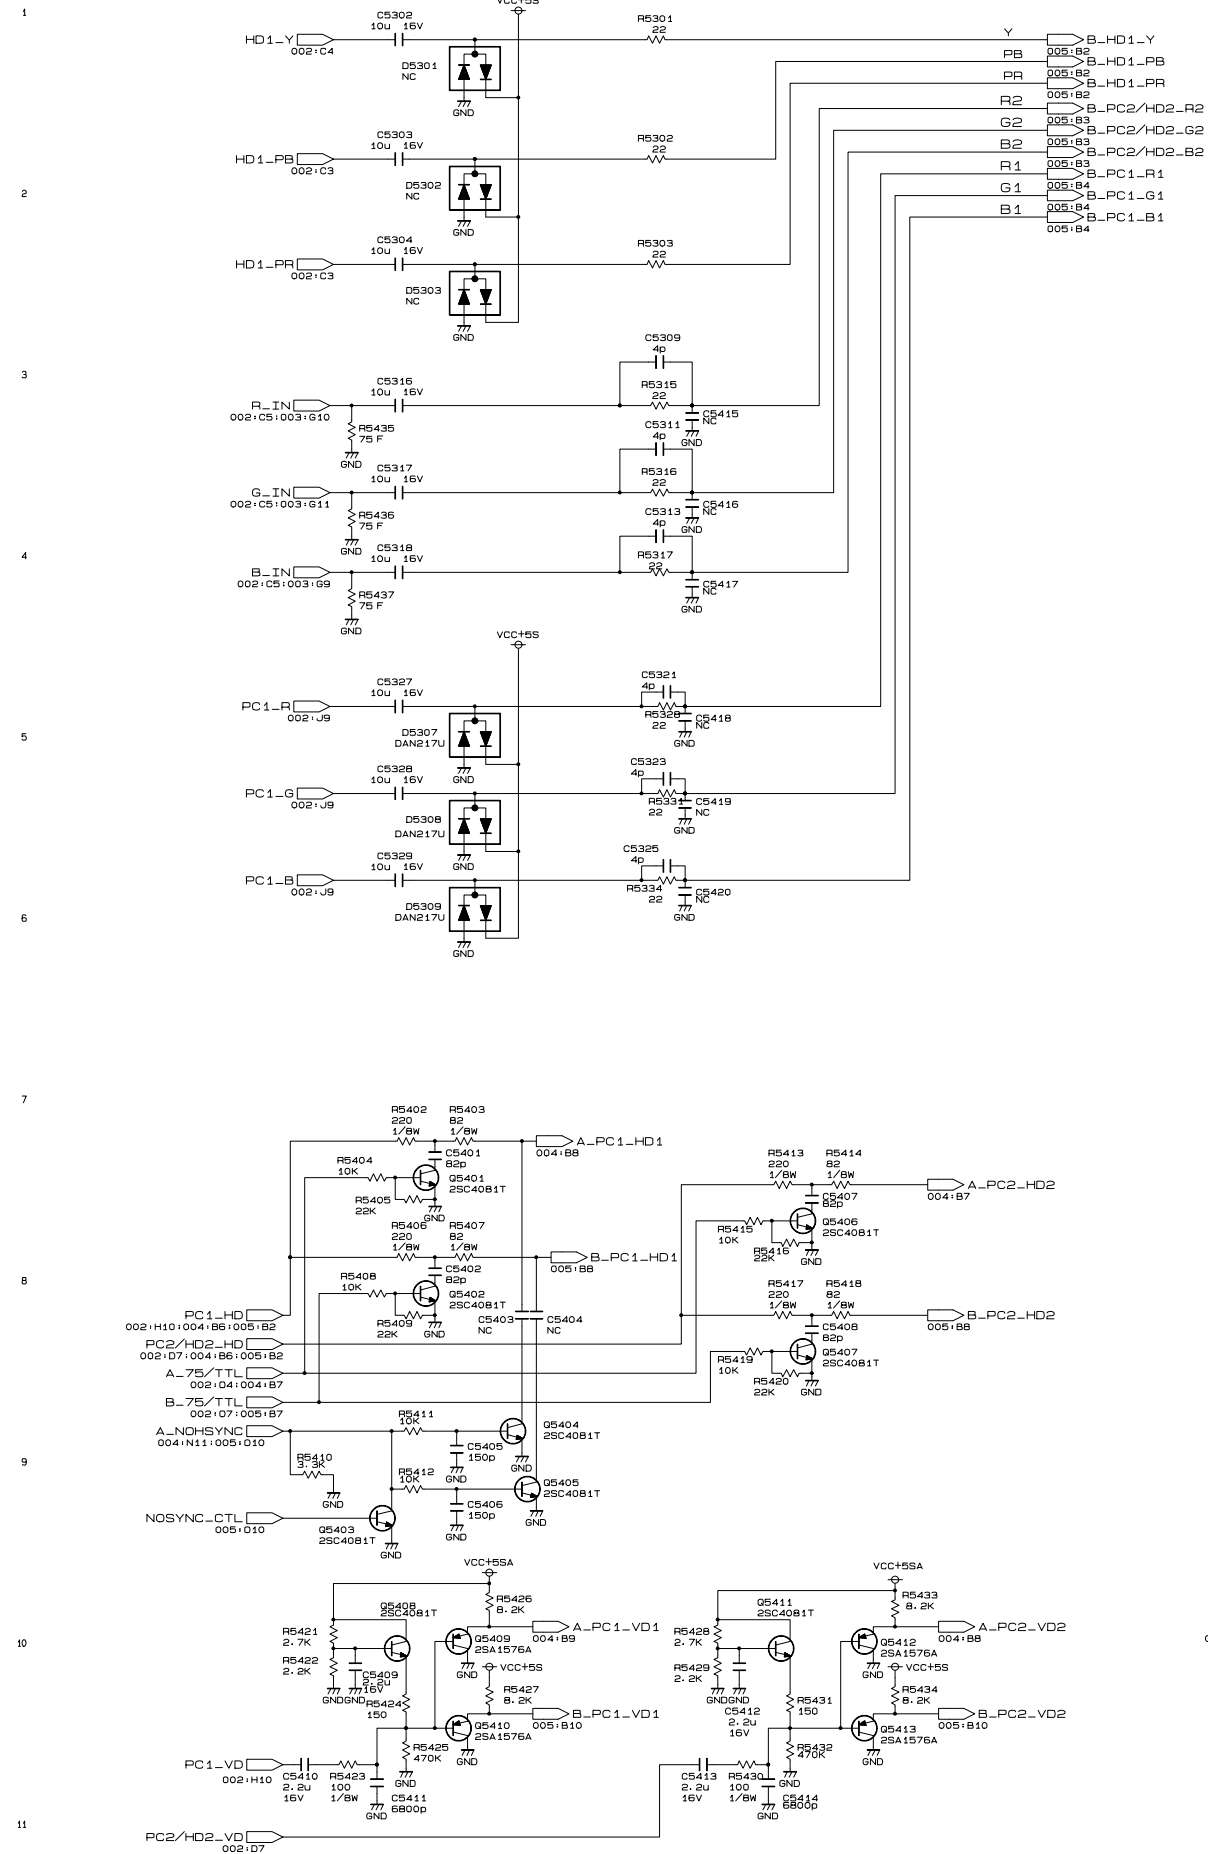 1
VCC+5S
HD1_Y
002:C4
C5302
10u 16V
D5301
NC
GND
R5301
22
Y
B_HD1_Y
005:B2
PB
B_HD1_PB
005:B2
PR
B_HD1_PR
005:B2
R2
B_PC2/HD2_R2
005:B3
G2
B_PC2/HD2_G2
005:B3
B2
B_PC2/HD2_B2
005:B3
R1
B_PC1_R1
005:B4
G1
B_PC1_G1
005:B4
B1
B_PC1_B1
005:B4
2
HD1_PB
002:C3
C5303
10u 16V
D5302
NC
GND
R5302
22
HD1_PR
002:C3
C5304
10u 16V
D5303
NC
GND
R5303
22
3
R_IN
002:C5:003:G10
R5435
75 F
GND
C5316
10u 16V
C5309
4p
R5315
22
C5415
NC
GND
G_IN
002:C5:003:G11
R5436
75 F
GND
C5317
10u 16V
C5311
4p
R5316
22
C5416
NC
GND
4
B_IN
002:C5:003:G9
R5437
75 F
GND
C5318
10u 16V
C5313
4p
R5317
22
C5417
NC
GND
VCC+5S
5
PC1_R
002:J9
C5327
10u 16V
D5307
DAN217U
GND
C5321
4p
R5328
22
C5418
NC
GND
PC1_G
002:J9
C5328
10u 16V
D5308
DAN217U
GND
C5323
4p
R5331
22
C5419
NC
GND
PC1_B
002:J9
C5329
10u 16V
D5309
DAN217U
GND
C5325
4p
R5334
22
C5420
NC
GND
6
7
R5402
220
1/8W
R5403
82
1/8W
A_PC1_HD1
004:B8
C5401
82p
R5404
10K
Q5401
2SC4081T
R5405
22K
GND
R5406
220
1/8W
R5407
82
1/8W
B_PC1_HD1
005:B8
C5402
82p
R5408
10K
Q5402
2SC4081T
R5409
22K
GND
C5403
NC
C5404
NC
R5413
220
1/8W
R5414
82
1/8W
A_PC2_HD2
004:B7
C5407
82p
R5415
10K
Q5406
2SC4081T
R5416
22K
GND
R5417
220
1/8W
R5418
82
1/8W
B_PC2_HD2
005:B8
C5408
82p
R5419
10K
Q5407
2SC4081T
R5420
22K
GND
8
PC1_HD
002:H10:004:B6:005:B2
PC2/HD2_HD
002:D7:004:B6:005:B2
A_75/TTL
002:D4:004:B7
B_75/TTL
002:D7:005:B7
A_NOHSYNC
004:N11:005:D10
9
R5410
3.3K
GND
R5411
10K
C5405
150p
GND
Q5404
2SC4081T
GND
R5412
10K
C5406
150p
GND
Q5405
2SC4081T
GND
NOSYNC_CTL
005:D10
Q5403
2SC4081T
GND
10
VCC+5SA
R5426
8.2K
Q5408
2SC4081T
R5421
2.7K
R5422
2.2K
GND
GND
C5409
2.2u
16V
R5424
150
Q5409
2SA1576A
GND
A_PC1_VD1
004:B9
VCC+5S
R5427
8.2K
Q5410
2SA1576A
GND
B_PC1_VD1
005:B10
R5425
470K
GND
PC1_VD
002:H10
C5410
2.2u
16V
R5423
100
1/8W
C5411
6800p
GND
VCC+5SA
R5433
8.2K
Q5411
2SC4081T
R5428
2.7K
R5429
2.2K
GND
GND
C5412
2.2u
16V
R5431
150
Q5412
2SA1576A
GND
A_PC2_VD2
004:B8
VCC+5S
R5434
8.2K
Q5413
2SA1576A
GND
B_PC2_VD2
005:B10
R5432
470K
GND
C5413
2.2u
16V
R5430
100
1/8W
C5414
6800p
GND
11
PC2/HD2_VD
002:D7